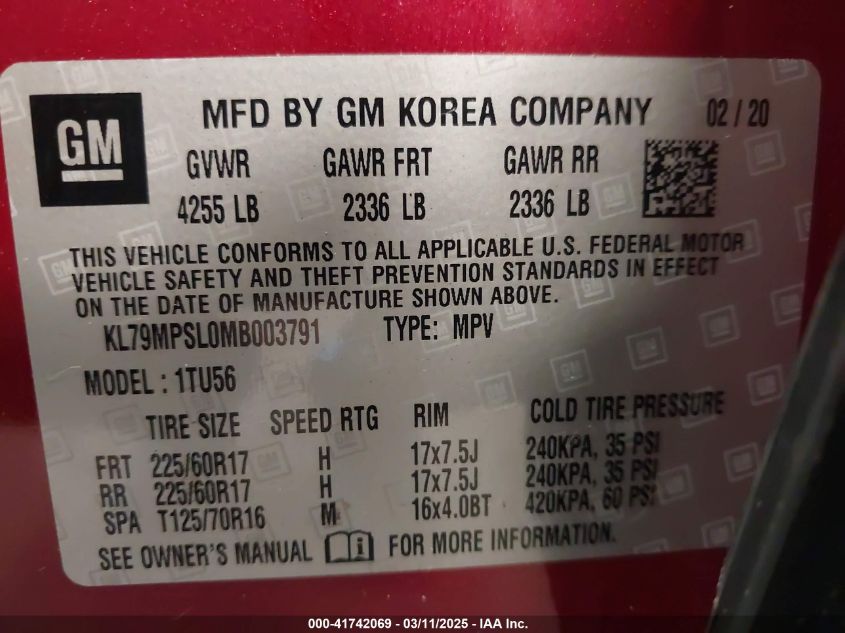 GM
MFD BY GM KOREA COMPANY 02 / 20
GVWR GAWR FRT GAWR RR
4255 LB 2336 LB 2336 LB
THIS VEHICLE CONFORMS TO ALL APPLICABLE U.S. FEDERAL MOTOR
VEHICLE SAFETY AND THEFT PREVENTION STANDARDS IN EFFECT
ON THE DATE OF MANUFACTURE SHOWN ABOVE.
KL79MPSL0MB003791 TYPE: MPV
MODEL : 1TU56
TIRE SIZE SPEED RTG RIM COLD TIRE PRESSURE
FRT 225/60R17 H 17x7.5J 240KPA, 35 PSI
RR 225/60R17 H 17x7.5J 240KPA, 35 PSI
SPA T125/70R16 M 16x4.0BT 420KPA, 60 PSI
SEE OWNER'S MANUAL FOR MORE INFORMATION.
000-41742069 - 03/11/2025 - IAA Inc.